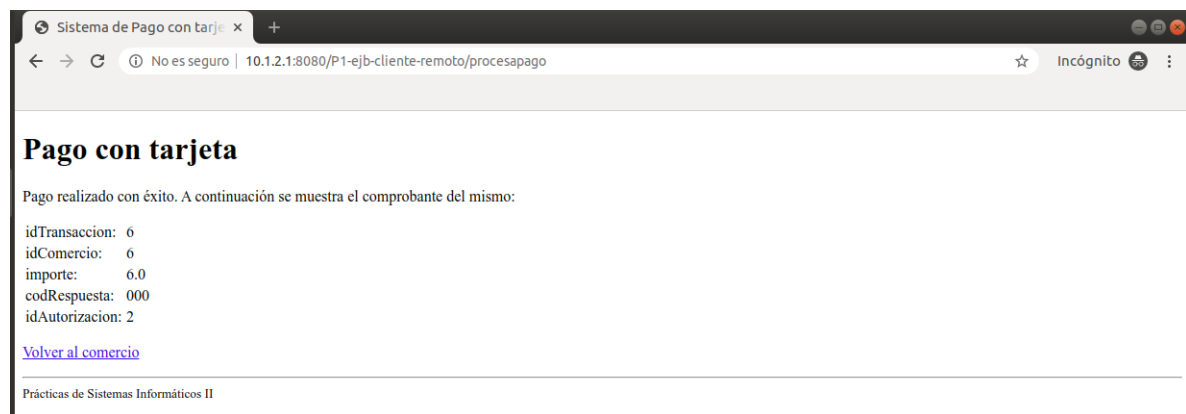 Sistema de Pago con tarje
No es seguro | 10.1.2.1:8080/P1-ejb-cliente-remoto/procesapago
Incógnito
Pago con tarjeta
Pago realizado con éxito. A continuación se muestra el comprobante del mismo:
idTransaccion: 6
idComercio: 6
importe: 6.0
codRespuesta: 000
idAutorizacion: 2
Volver al comercio
Prácticas de Sistemas Informáticos II